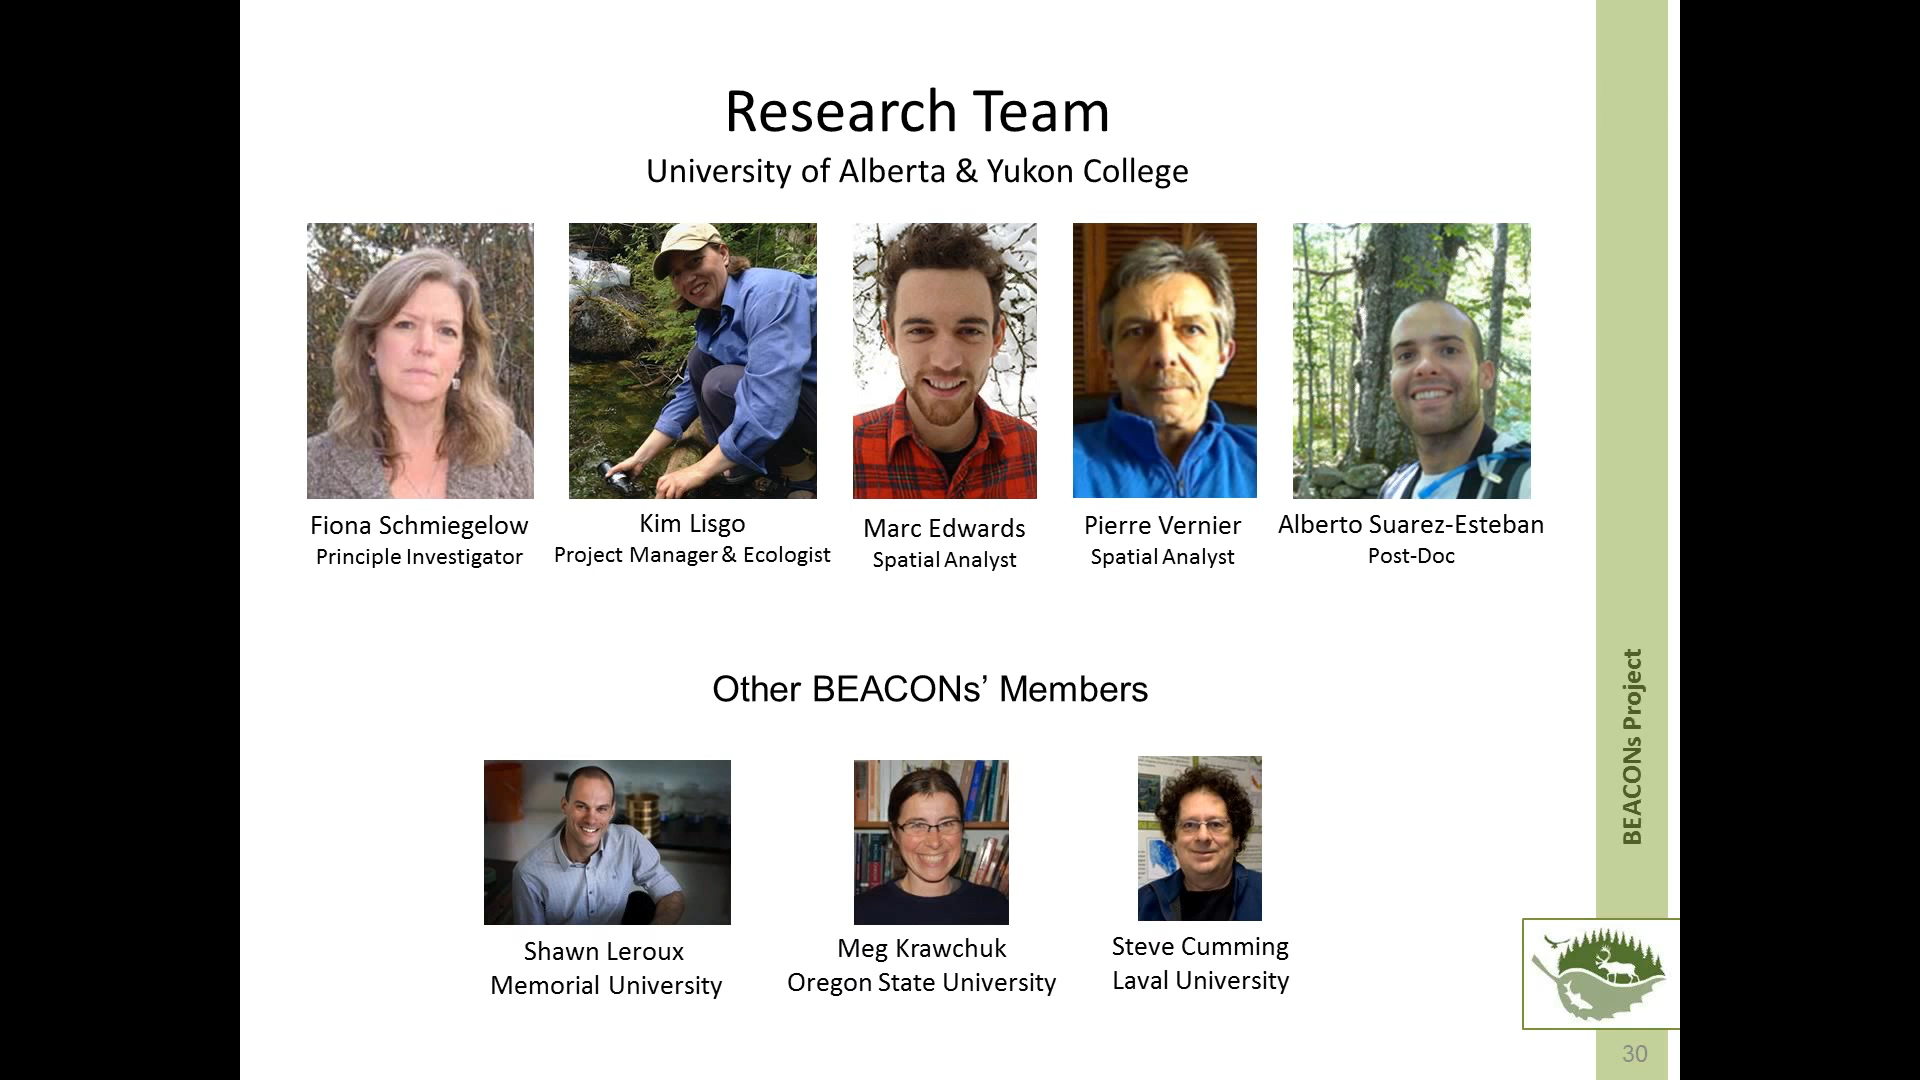 Research Team
University of Alberta & Yukon College
Fiona Schmiegelow
Principle Investigator
Kim Lisgo
Project Manager & Ecologist
Marc Edwards
Spatial Analyst
Pierre Vernier
Spatial Analyst
Alberto Suarez-Esteban
Post-Doc
Other BEACONs’ Members
Shawn Leroux
Memorial University
Meg Krawchuk
Oregon State University
Steve Cumming
Laval University
BEACONs Project
30